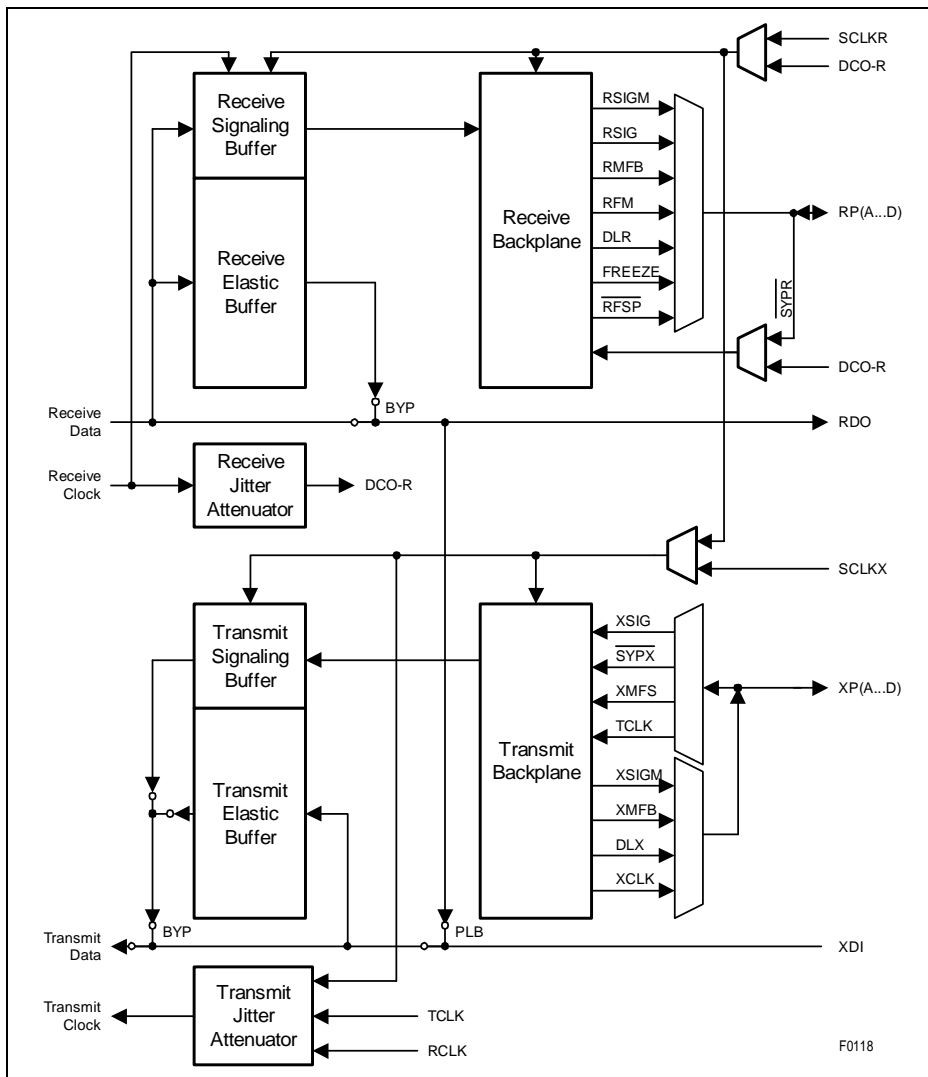 SCLKR
DCO-R
Receive
Signaling
Buffer
Receive
Elastic
Buffer
Receive
Backplane
RSIGM
RSIG
RMFB
RFM
DLR
FREEZE
RFSP
RP(A...D)
SYPR
DCO-R
BYP
Receive
Data
RDO
Receive
Clock
Receive
Jitter
Attenuator
DCO-R
SCLKX
Transmit
Signaling
Buffer
Transmit
Elastic
Buffer
Transmit
Backplane
XSIG
SYPX
XMFS
TCLK
XSIGM
XMFB
DLX
XCLK
XP(A...D)
BYP
PLB
Transmit
Data
XDI
Transmit
Clock
Transmit
Jitter
Attenuator
TCLK
RCLK
F0118